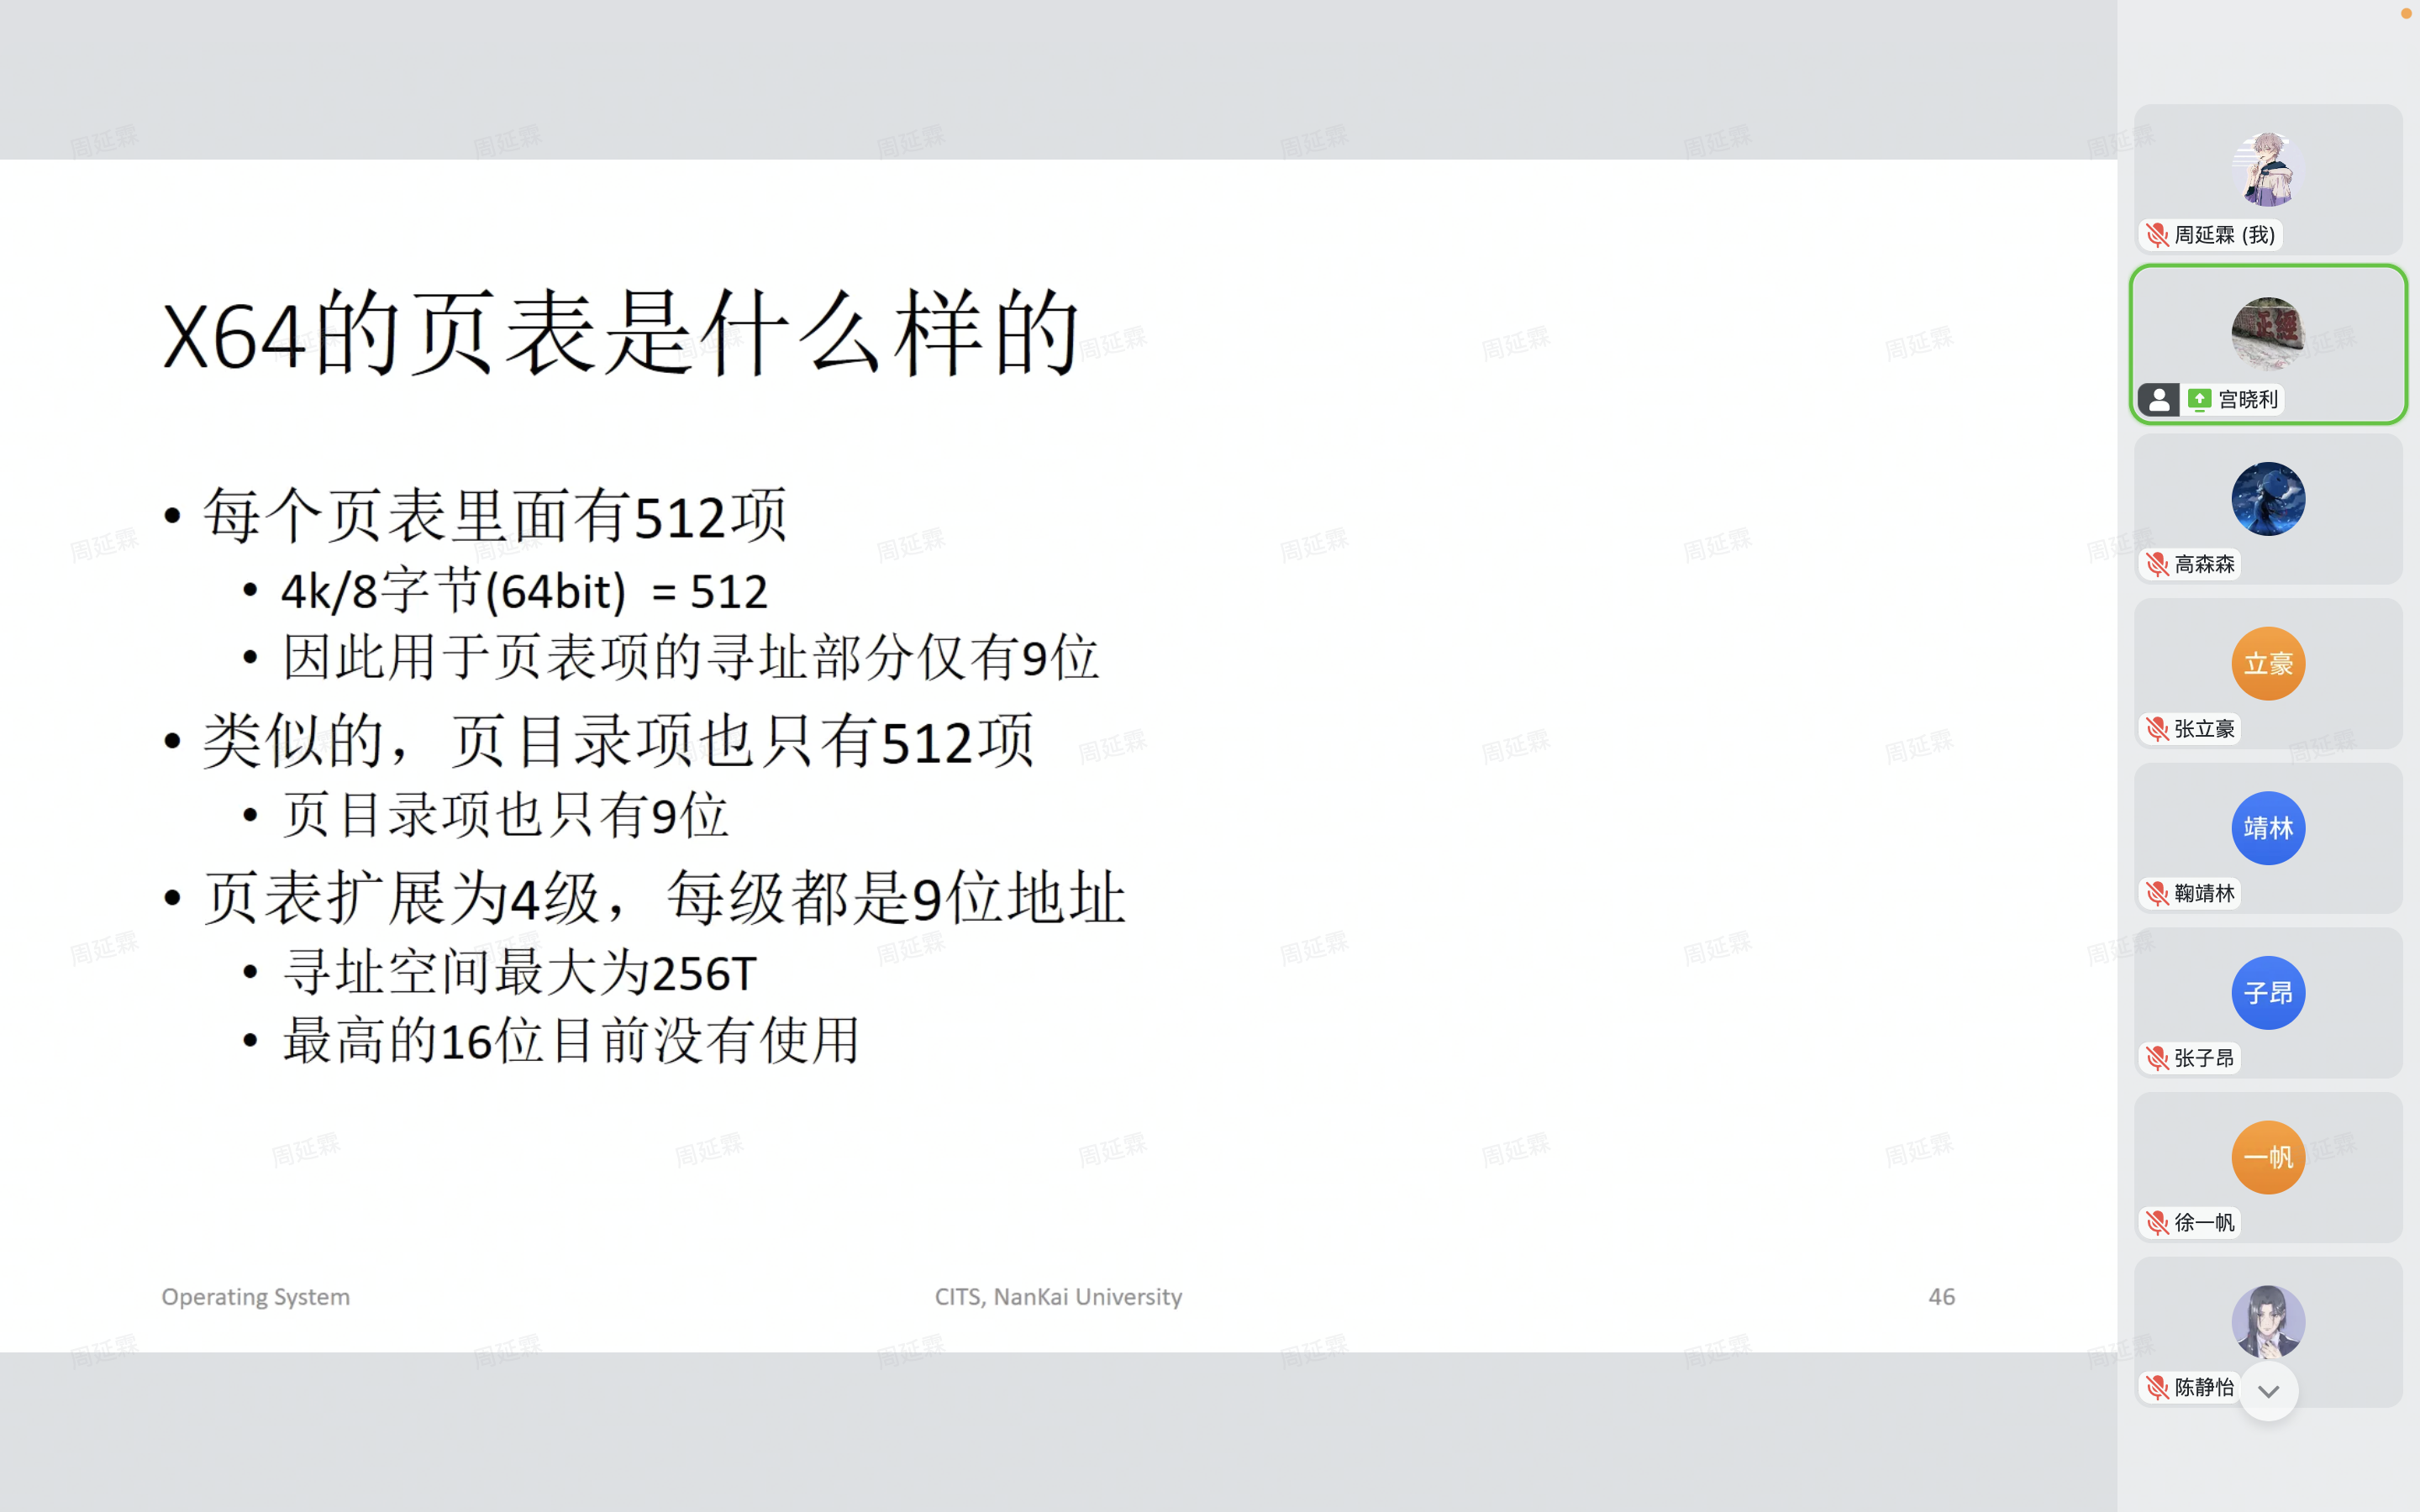 X64的页表是什么样的
• 每个页表里面有512项
• 4k/8字节(64bit) = 512
• 因此用于页表项的寻址部分仅有9位
• 类似的，页目录项也只有512项
• 页目录项也只有9位
• 页表扩展为4级，每级都是9位地址
• 寻址空间最大为256T
• 最高的16位目前没有使用
Operating System
CITS, NanKai University
46
周延霖 (我)
宫晓利
高森森
立豪
张立豪
靖林
鞠靖林
子昂
张子昂
一帆
徐一帆
陈静怡
周延霖